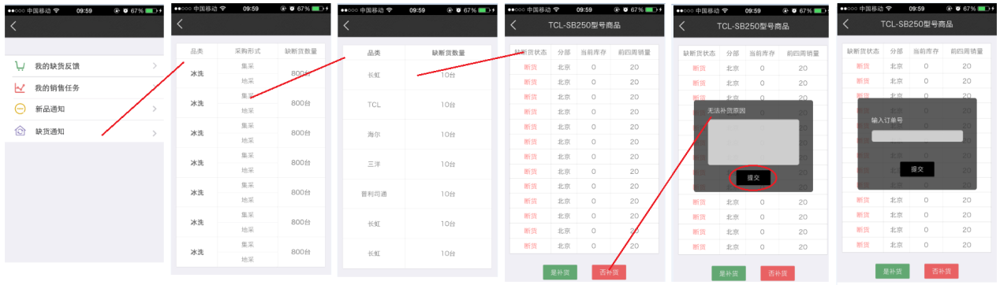 ●●○○○ 中国移动 09:59 67%
我的缺货反馈
我的销售任务
新品通知
缺货通知
●●○○○ 中国移动 09:59 67%
品类 采购形式 缺断货数量
冰洗 集采 地采 800台
冰洗 集采 地采 800台
冰洗 集采 地采 800台
冰洗 集采 地采 800台
冰洗 集采 地采 800台
冰洗 集采 地采 800台
冰洗 集采 地采 800台
●●○○○ 中国移动 09:59 67%
品类 缺断货数量
长虹 10台
TCL 10台
海尔 10台
三洋 10台
普利司通 10台
长虹 10台
长虹 10台
●●○○○ 中国移动 09:59 67%
TCL-SB250型号商品
缺断货状态 分部 当前库存 前四周销量
断货 北京 0 20
断货 北京 0 20
断货 北京 0 20
断货 北京 0 20
断货 北京 0 20
断货 北京 0 20
断货 北京 0 20
断货 北京 0 20
断货 北京 0 20
断货 北京 0 20
断货 北京 0 20
断货 北京 0 20
断货 北京 0 20
是补货 否补货
●●○○○ 中国移动 09:59 67%
TCL-SB250型号商品
缺断货状态 分部 当前库存 前四周销量
断货 北京 0 20
断货 北京 0 20
断货 北京 0 20
无法补货原因
提交
断货 北京 0 20
断货 北京 0 20
断货 北京 0 20
断货 北京 0 20
是补货 否补货
●●○○○ 中国移动 09:59 67%
TCL-SB250型号商品
缺断货状态 分部 当前库存 前四周销量
断货 北京 0 20
断货 北京 0 20
断货 北京 0 20
输入订单号
提交
断货 北京 0 20
断货 北京 0 20
断货 北京 0 20
断货 北京 0 20
是补货 否补货